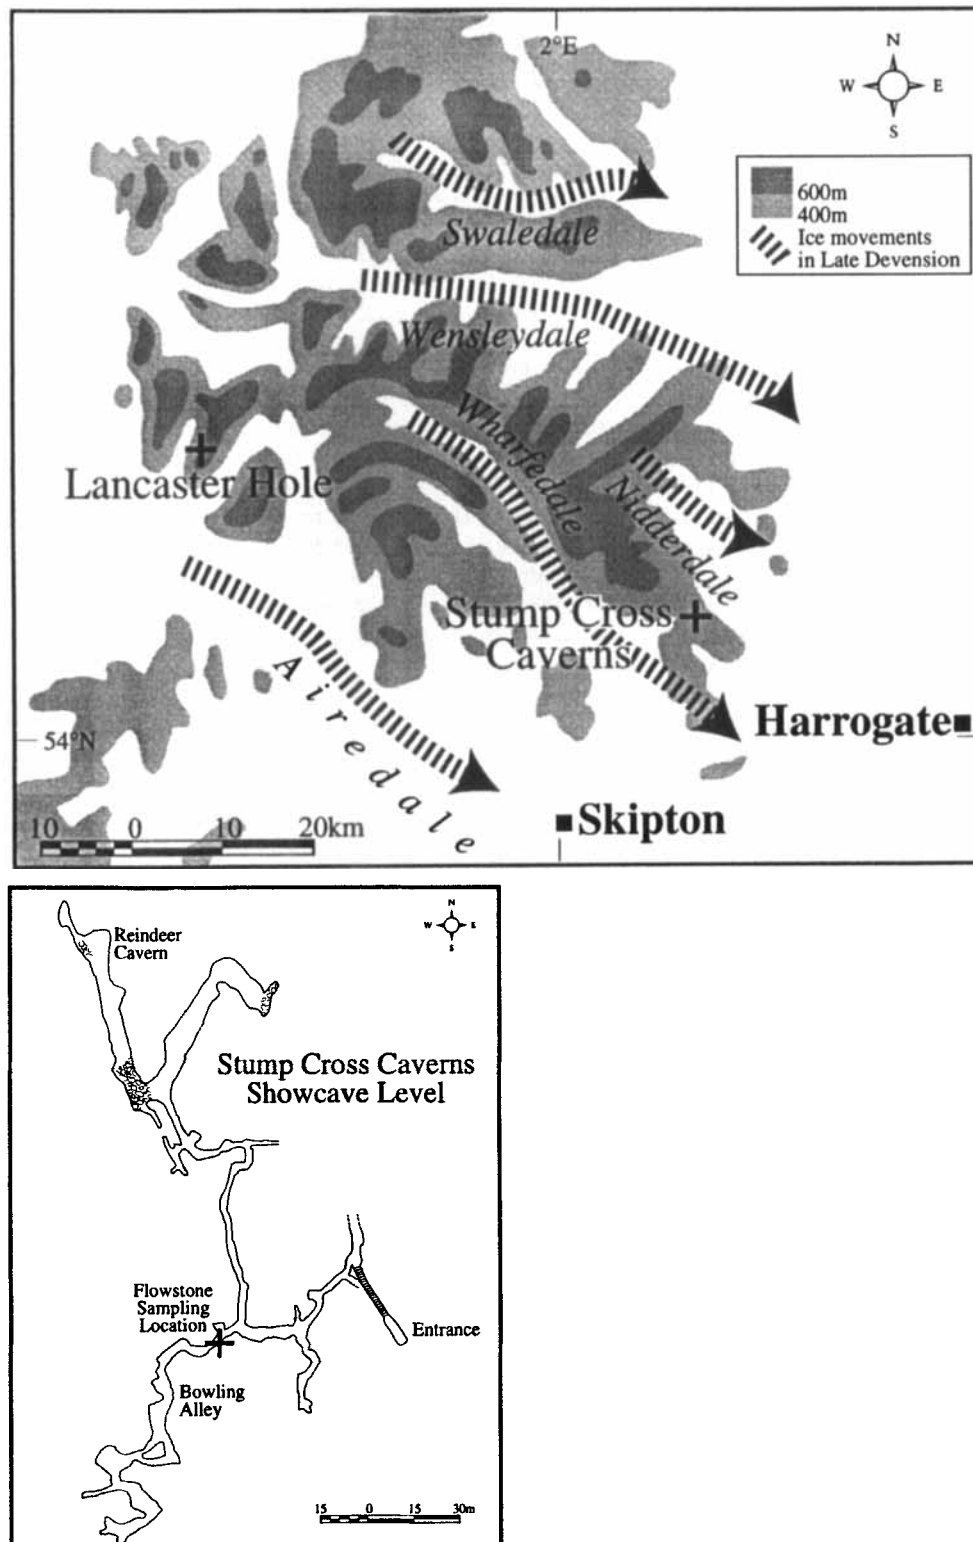 2°E
N
W E
S
600m
400m
Ice movements
in Late Devension
Swaledale
Wensleydale
Wharfedale
Nidderdale
Lancaster Hole
Stump Cross
Caverns
Airedale
Harrogate
54°N
Skipton
10 0 10 20km
N
W E
S
Reindeer
Cavern
Stump Cross Caverns
Showcave Level
Flowstone
Sampling
Location
Entrance
Bowling
Alley
15 0 15 30m